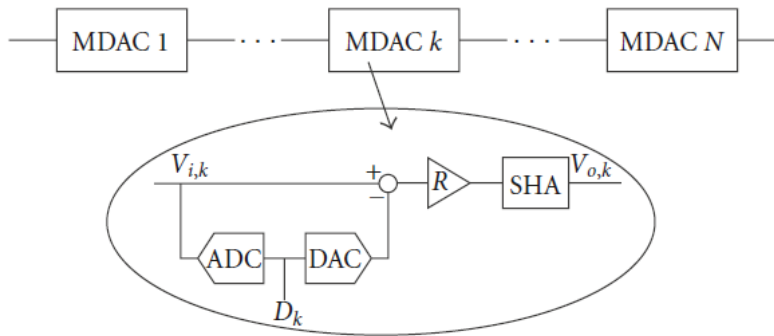 MDAC 1 · · · MDAC k · · · MDAC N
V_{i,k} + − R SHA V_{o,k}
ADC DAC
D_k